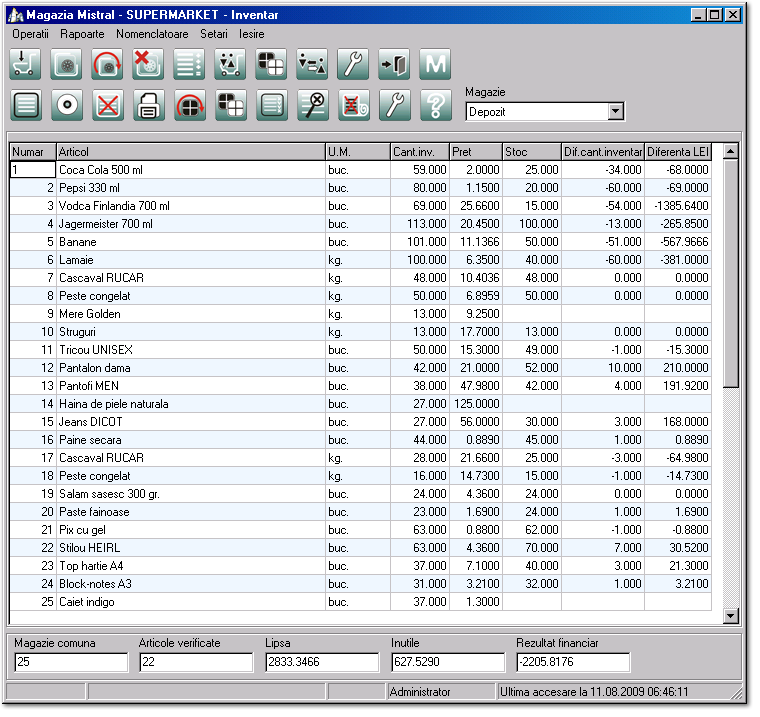 Magazia Mistral - SUPERMARKET - Inventar
Operatii Rapoarte Nomenclatoare Setari Iesire
M
Magazie
Depozit
?
Numar Articol U.M. Cant.inv. Pret Stoc Dif.cant.inventar Diferenta LEI
1 Coca Cola 500 ml buc. 59.000 2.0000 25.000 -34.000 -68.0000
2 Pepsi 330 ml buc. 80.000 1.1500 20.000 -60.000 -69.0000
3 Vodca Finlandia 700 ml buc. 69.000 25.6600 15.000 -54.000 -1385.6400
4 Jagermeister 700 ml buc. 113.000 20.4500 100.000 -13.000 -265.8500
5 Banane buc. 101.000 11.1366 50.000 -51.000 -567.9666
6 Lamaie kg. 100.000 6.3500 40.000 -60.000 -381.0000
7 Cascaval RUCAR kg. 48.000 10.4036 48.000 0.000 0.0000
8 Peste congelat kg. 50.000 6.8959 50.000 0.000 0.0000
9 Mere Golden kg. 13.000 9.2500
10 Struguri kg. 13.000 17.7000 13.000 0.000 0.0000
11 Tricou UNISEX buc. 50.000 15.3000 49.000 -1.000 -15.3000
12 Pantalon dama buc. 42.000 21.0000 52.000 10.000 210.0000
13 Pantofi MEN buc. 38.000 47.9800 42.000 4.000 191.9200
14 Haina de piele naturala buc. 27.000 125.0000
15 Jeans DICOT buc. 27.000 56.0000 30.000 3.000 168.0000
16 Paine secara buc. 44.000 0.8890 45.000 1.000 0.8890
17 Cascaval RUCAR kg. 28.000 21.6600 25.000 -3.000 -64.9800
18 Peste congelat kg. 16.000 14.7300 15.000 -1.000 -14.7300
19 Salam sasesc 300 gr. buc. 24.000 4.3600 24.000 0.000 0.0000
20 Paste fainoase buc. 23.000 1.6900 24.000 1.000 1.6900
21 Pix cu gel buc. 63.000 0.8800 62.000 -1.000 -0.8800
22 Stilou HEIRL buc. 63.000 4.3600 70.000 7.000 30.5200
23 Top hartie A4 buc. 37.000 7.1000 40.000 3.000 21.3000
24 Block-notes A3 buc. 31.000 3.2100 32.000 1.000 3.2100
25 Caiet indigo buc. 37.000 1.3000
Magazie comuna Articole verificate Lipsa Inutile Rezultat financiar
25 22 2833.3466 627.5290 -2205.8176
Administrator Ultima accesare la 11.08.2009 06:46:11